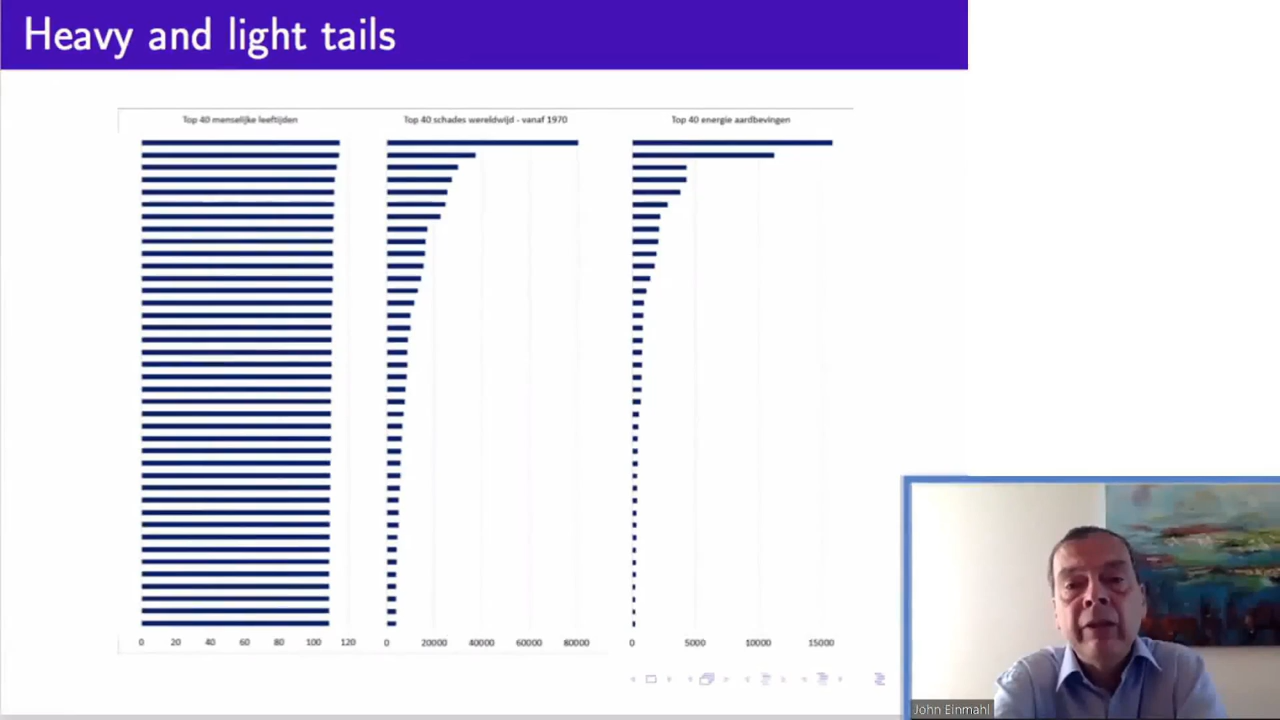 Heavy and light tails
Top 40 menselijke leeftijden
Top 40 schades wereldwijd - vanaf 1970
Top 40 energie aardbevingen
0 20 40 60 80 100 120
0 20000 40000 60000 80000
0 5000 10000 15000
John Einmahl